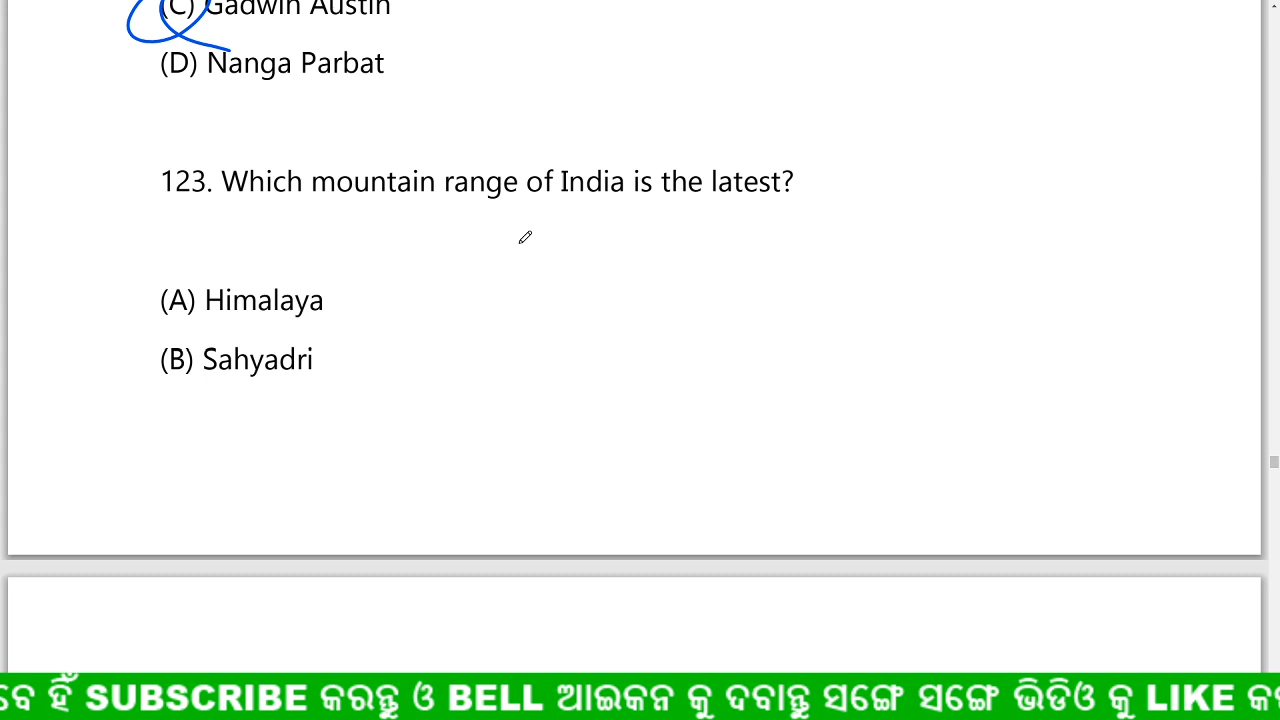 (C) Gadwin Austin
(D) Nanga Parbat
123. Which mountain range of India is the latest?
(A) Himalaya
(B) Sahyadri
ବେ ହିଁ SUBSCRIBE କରନ୍ତୁ ଓ BELL ଆଇକନ କୁ ଦବାନ୍ତୁ ସଙ୍ଗେ ସଙ୍ଗେ ଭିଡିଓ କୁ LIKE